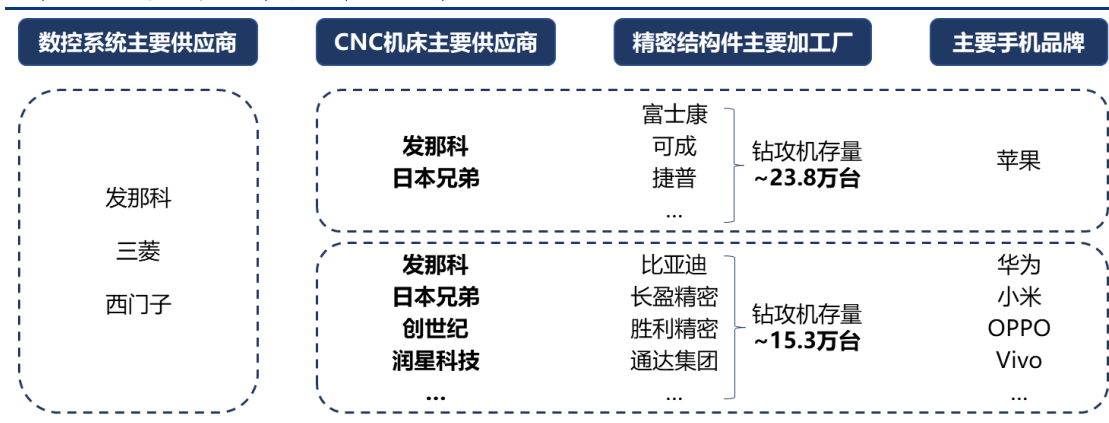 数控系统主要供应商
CNC机床主要供应商
精密结构件主要加工厂
主要手机品牌
发那科
三菱
西门子
发那科
日本兄弟
富士康
可成
捷普
...
钻攻机存量
~23.8万台
苹果
发那科
日本兄弟
创世纪
润星科技
...
比亚迪
长盈精密
胜利精密
通达集团
...
钻攻机存量
~15.3万台
华为
小米
OPPO
Vivo
...